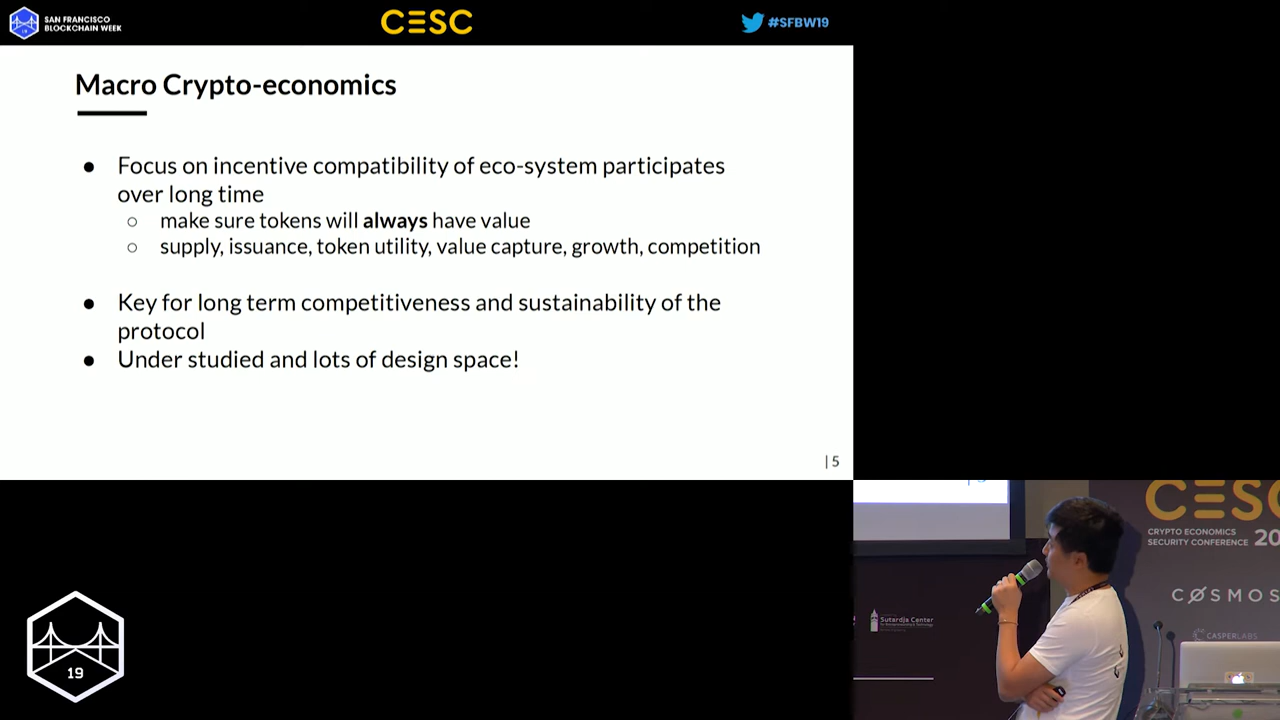 SAN FRANCISCO
BLOCKCHAIN WEEK
19
CESC
#SFBW19
Macro Crypto-economics
● Focus on incentive compatibility of eco-system participates
over long time
○ make sure tokens will always have value
○ supply, issuance, token utility, value capture, growth, competition
● Key for long term competitiveness and sustainability of the
protocol
● Under studied and lots of design space!
| 5
19
CESC
CRYPTO ECONOMICS
SECURITY CONFERENCE 20
COSMOS
Sutardja Center
CASPERLABS